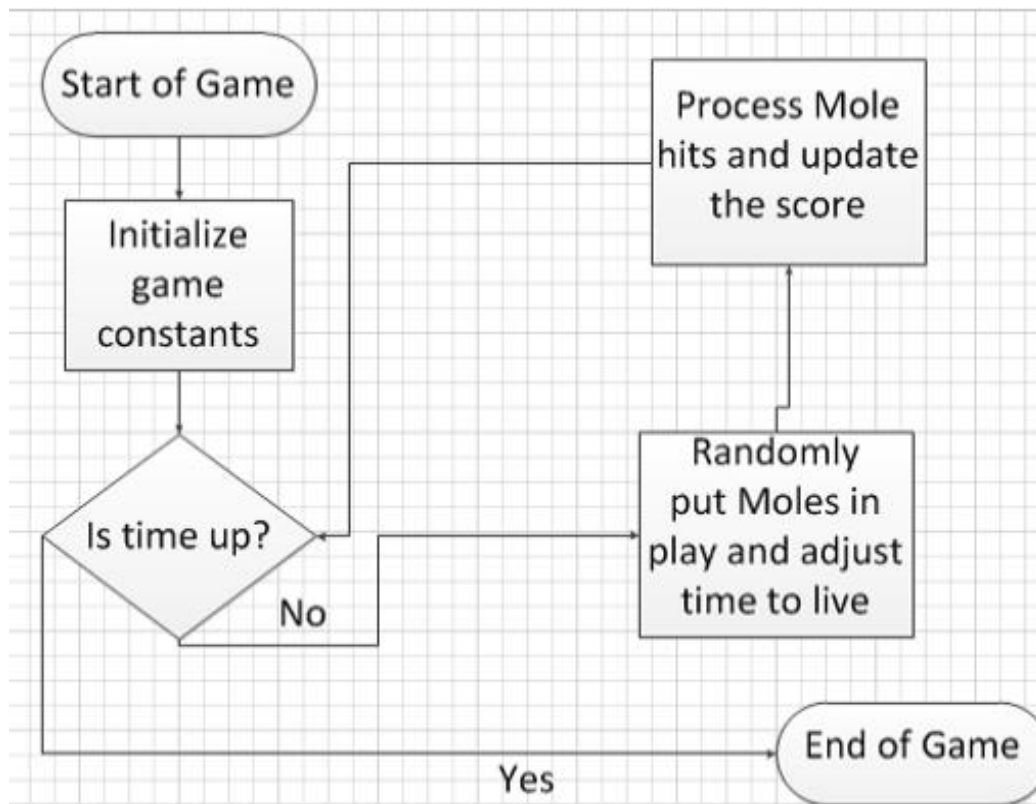 Start of Game
Initialize
game
constants
Is time up?
No
Randomly
put Moles in
play and adjust
time to live
Process Mole
hits and update
the score
Yes
End of Game